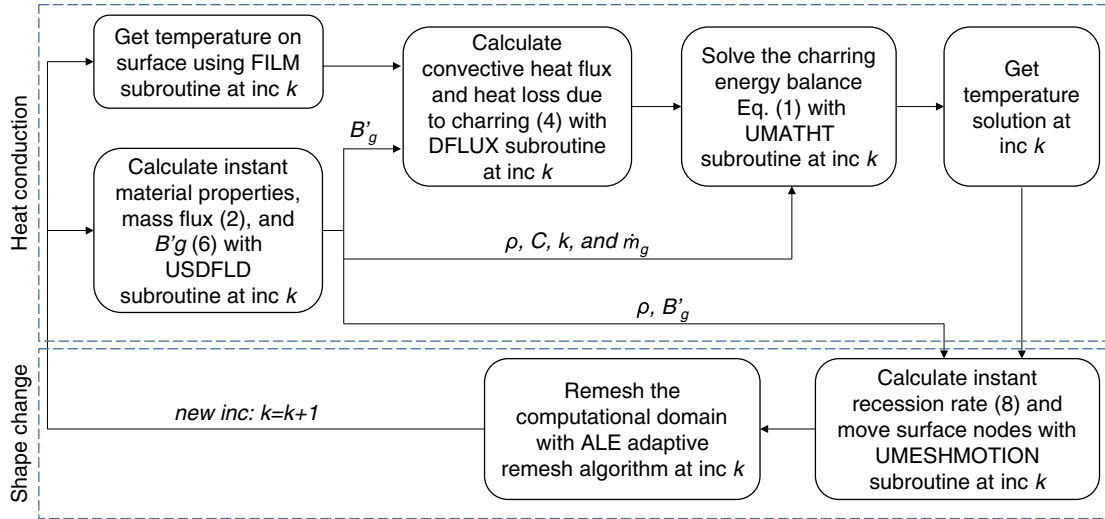 Heat conduction
Get temperature on
surface using FILM
subroutine at inc k
Calculate instant
material properties,
mass flux (2), and
B'g (6) with
USDFLD
subroutine at inc k
B'g
Calculate
convective heat flux
and heat loss due
to charring (4) with
DFLUX subroutine
at inc k
Solve the charring
energy balance
Eq. (1) with
UMATHT
subroutine at inc k
Get
temperature
solution at
inc k
ρ, C, k, and ṁg
ρ, B'g
Shape change
new inc: k=k+1
Remesh the
computational domain
with ALE adaptive
remesh algorithm at inc k
Calculate instant
recession rate (8) and
move surface nodes with
UMESHMOTION
subroutine at inc k